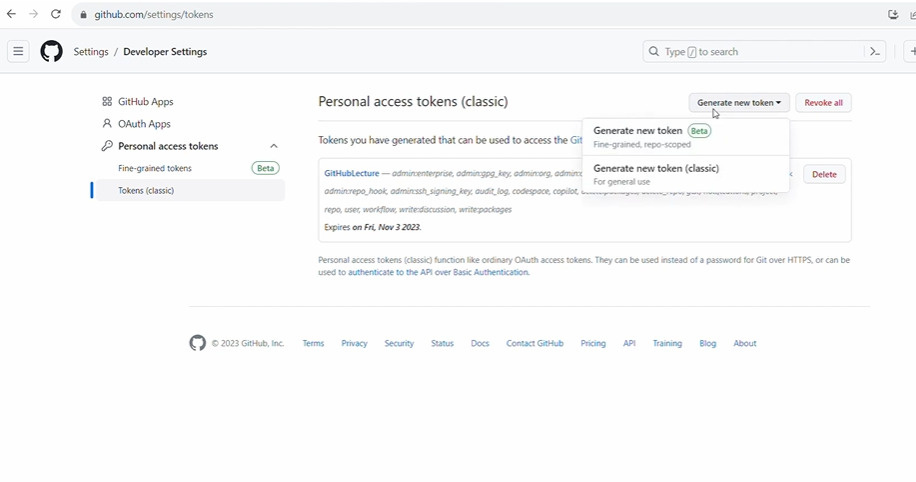 github.com/settings/tokens
Settings / Developer Settings
Type / to search
GitHub Apps
OAuth Apps
Personal access tokens
Fine-grained tokens Beta
Tokens (classic)
Personal access tokens (classic)
Generate new token
Revoke all
Tokens you have generated that can be used to access the
Generate new token Beta
Fine-grained, repo-scoped
Generate new token (classic)
For general use
GitHubLecture — admin:enterprise, admin:gpg_key, admin:org,
Delete
admin:repo_hook, admin:ssh_signing_key, audit_log, codespace, copilot,
repo, user, workflow, write:discussion, write:packages
Expires on Fri, Nov 3 2023.
Personal access tokens (classic) function like ordinary OAuth access tokens. They can be used instead of a password for Git over HTTPS, or can be
used to authenticate to the API over Basic Authentication.
© 2023 GitHub, Inc. Terms Privacy Security Status Docs Contact GitHub Pricing API Training Blog About